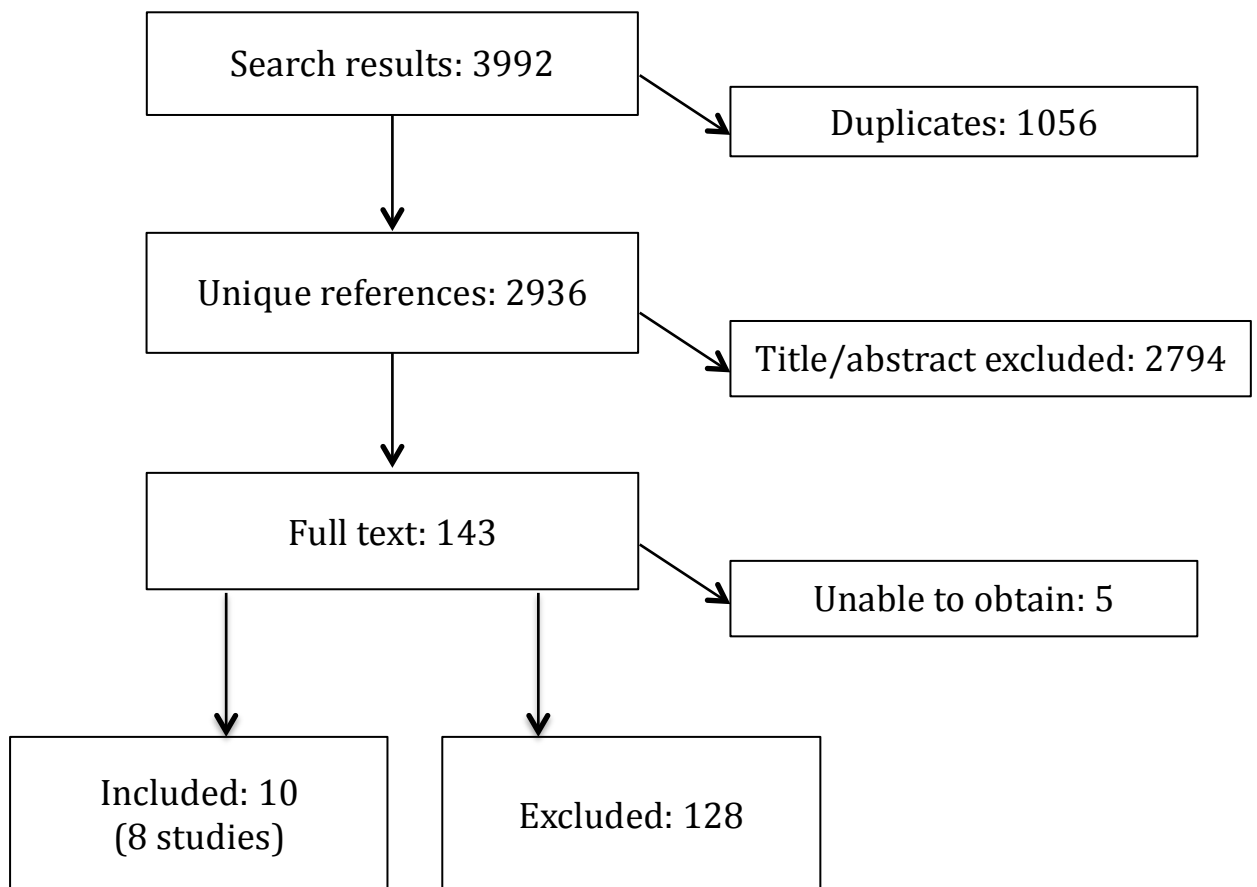 Search results: 3992
Duplicates: 1056
Unique references: 2936
Title/abstract excluded: 2794
Full text: 143
Unable to obtain: 5
Included: 10
(8 studies)
Excluded: 128